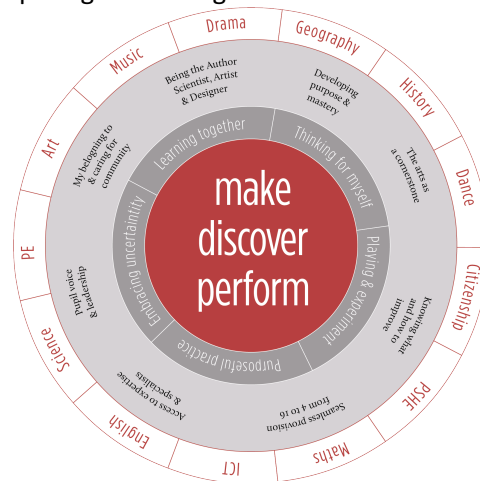 Drama
Geography
History
Dance
Citizenship
PSHE
Maths
ICT
English
Science
PE
Art
Music
Being the Author
Scientist, Artist
& Designer
Developing
purpose &
mastery
The arts as
a cornerstone
Knowing what
and how to
improve
Seamless provision
from 4 to 16
Access to expertise
& specialists
Pupil voice
& leadership
My belogning to
& caring for
community
Learning together
Thinking for myself
Playing & experiment
Purposeful practice
Embracing uncertaintity
make
discover
perform